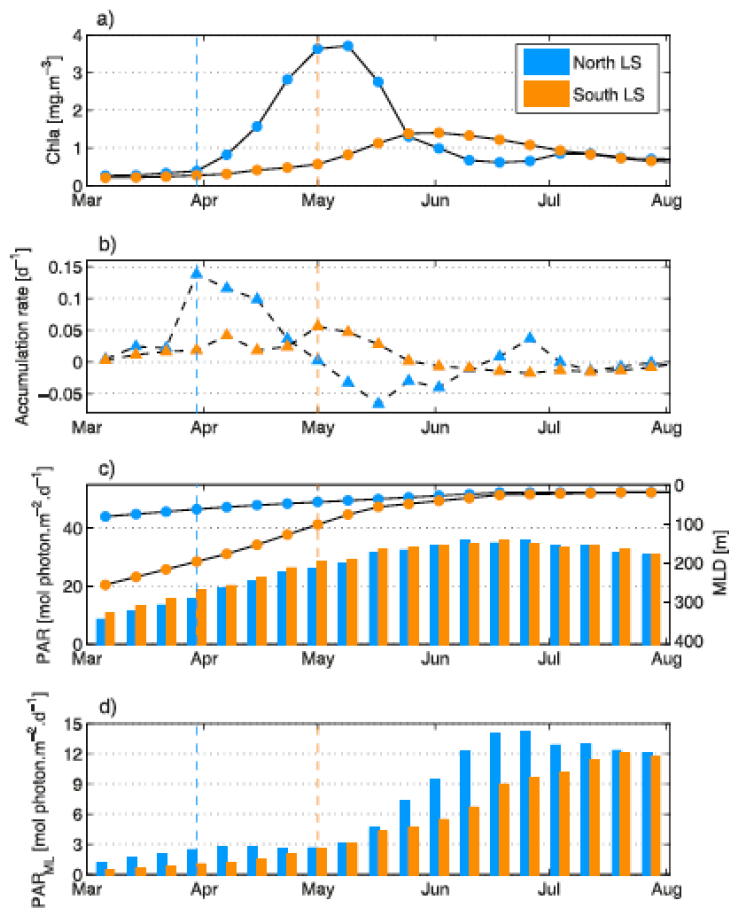 a)
Chla [mg.m⁻³]
4
3
2
1
0
North LS
South LS
Mar Apr May Jun Jul Aug
b)
Accumulation rate [d⁻¹]
0.15
0.1
0.05
0
−0.05
Mar Apr May Jun Jul Aug
c)
PAR [mol photon.m⁻².d⁻¹]
40
20
0
0
100
200
300
400
MLD [m]
Mar Apr May Jun Jul Aug
d)
PAR_ML [mol photon.m⁻².d⁻¹]
15
12
9
6
3
0
Mar Apr May Jun Jul Aug